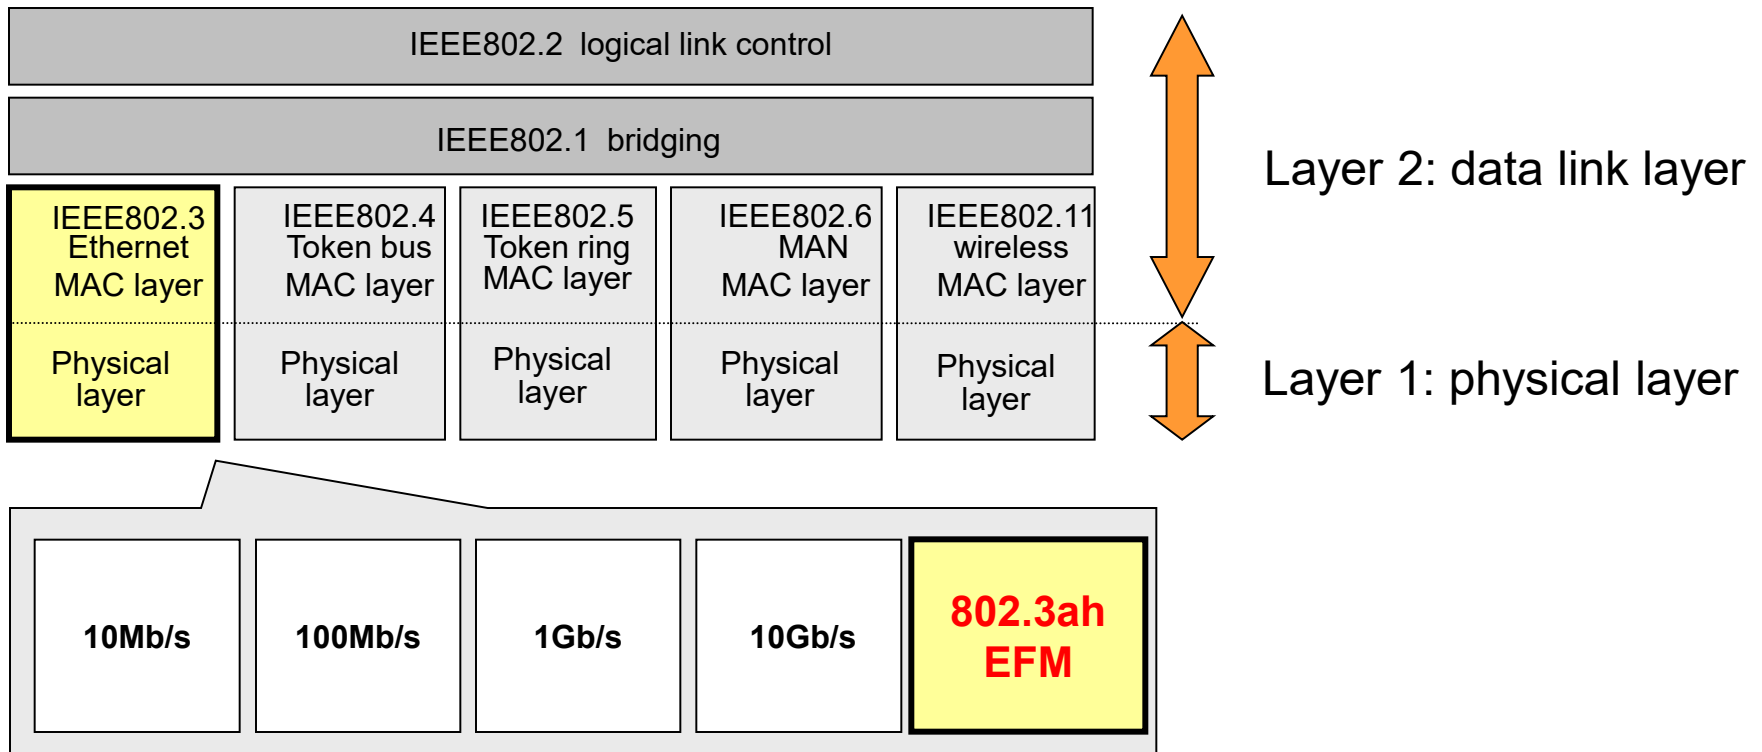 IEEE802.2 logical link control
IEEE802.1 bridging
Layer 2: data link layer
IEEE802.3
Ethernet
MAC layer
IEEE802.4
Token bus
MAC layer
IEEE802.5
Token ring
MAC layer
IEEE802.6
MAN
MAC layer
IEEE802.11
wireless
MAC layer
Physical
layer
Physical
layer
Physical
layer
Physical
layer
Physical
layer
Layer 1: physical layer
10Mb/s
100Mb/s
1Gb/s
10Gb/s
802.3ah
EFM